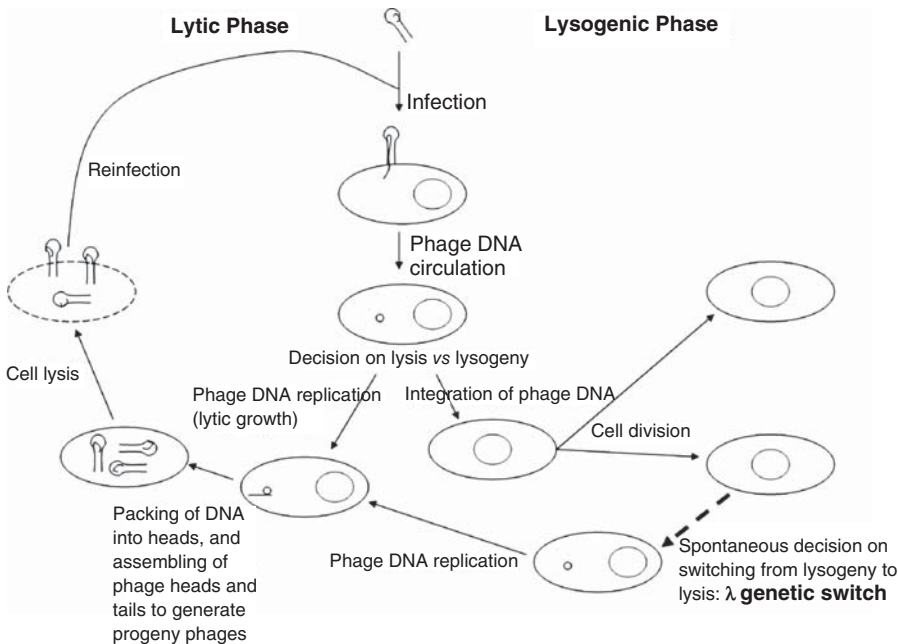 Lytic Phase
Lysogenic Phase
Infection
Reinfection
Phage DNA
circulation
Decision on lysis vs lysogeny
Cell lysis
Phage DNA replication
(lytic growth)
Integration of phage DNA
Cell division
Packing of DNA
into heads, and
assembling of
phage heads and
tails to generate
progeny phages
Phage DNA replication
Spontaneous decision on
switching from lysogeny to
lysis: λ genetic switch